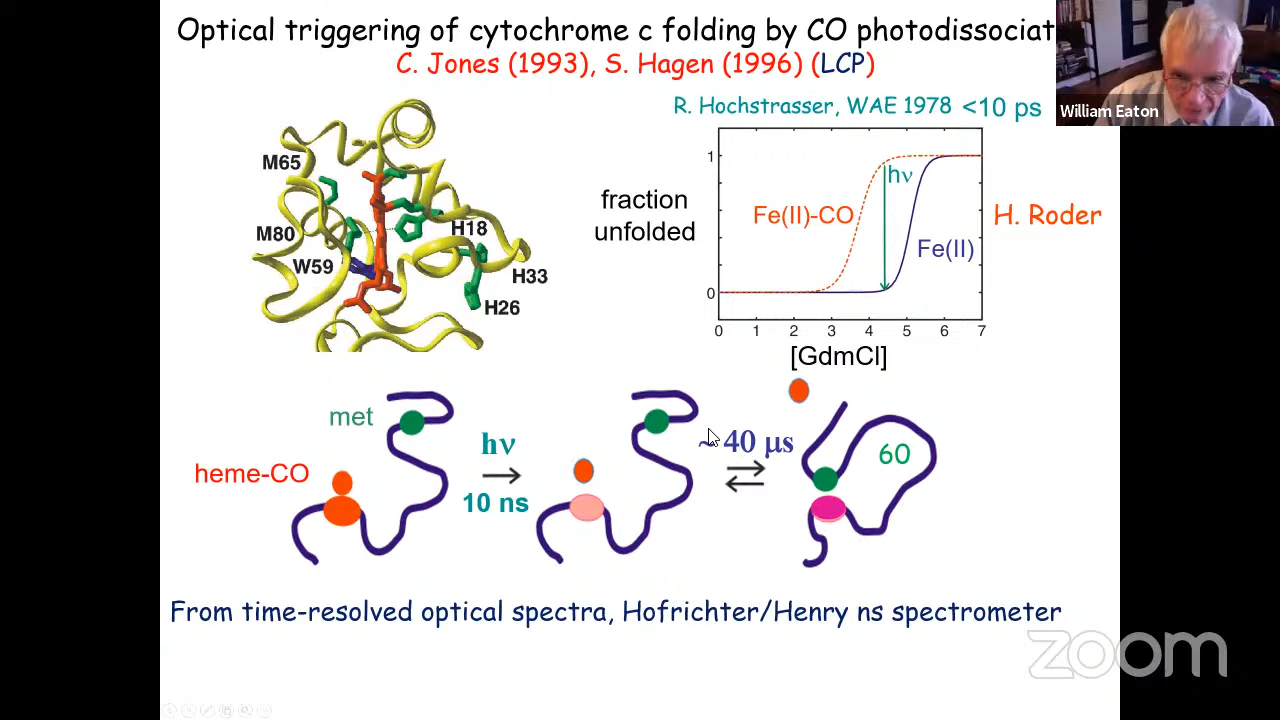 Optical triggering of cytochrome c folding by CO photodissociat
C. Jones (1993), S. Hagen (1996) (LCP)
William Eaton
R. Hochstrasser, WAE 1978 <10 ps
M65
M80
W59
H18
H33
H26
fraction
unfolded
1
0
hν
Fe(II)-CO
Fe(II)
H. Roder
0 1 2 3 4 5 6 7
[GdmCl]
met
heme-CO
hν
10 ns
~ 40 μs
60
From time-resolved optical spectra, Hofrichter/Henry ns spectrometer
zoom